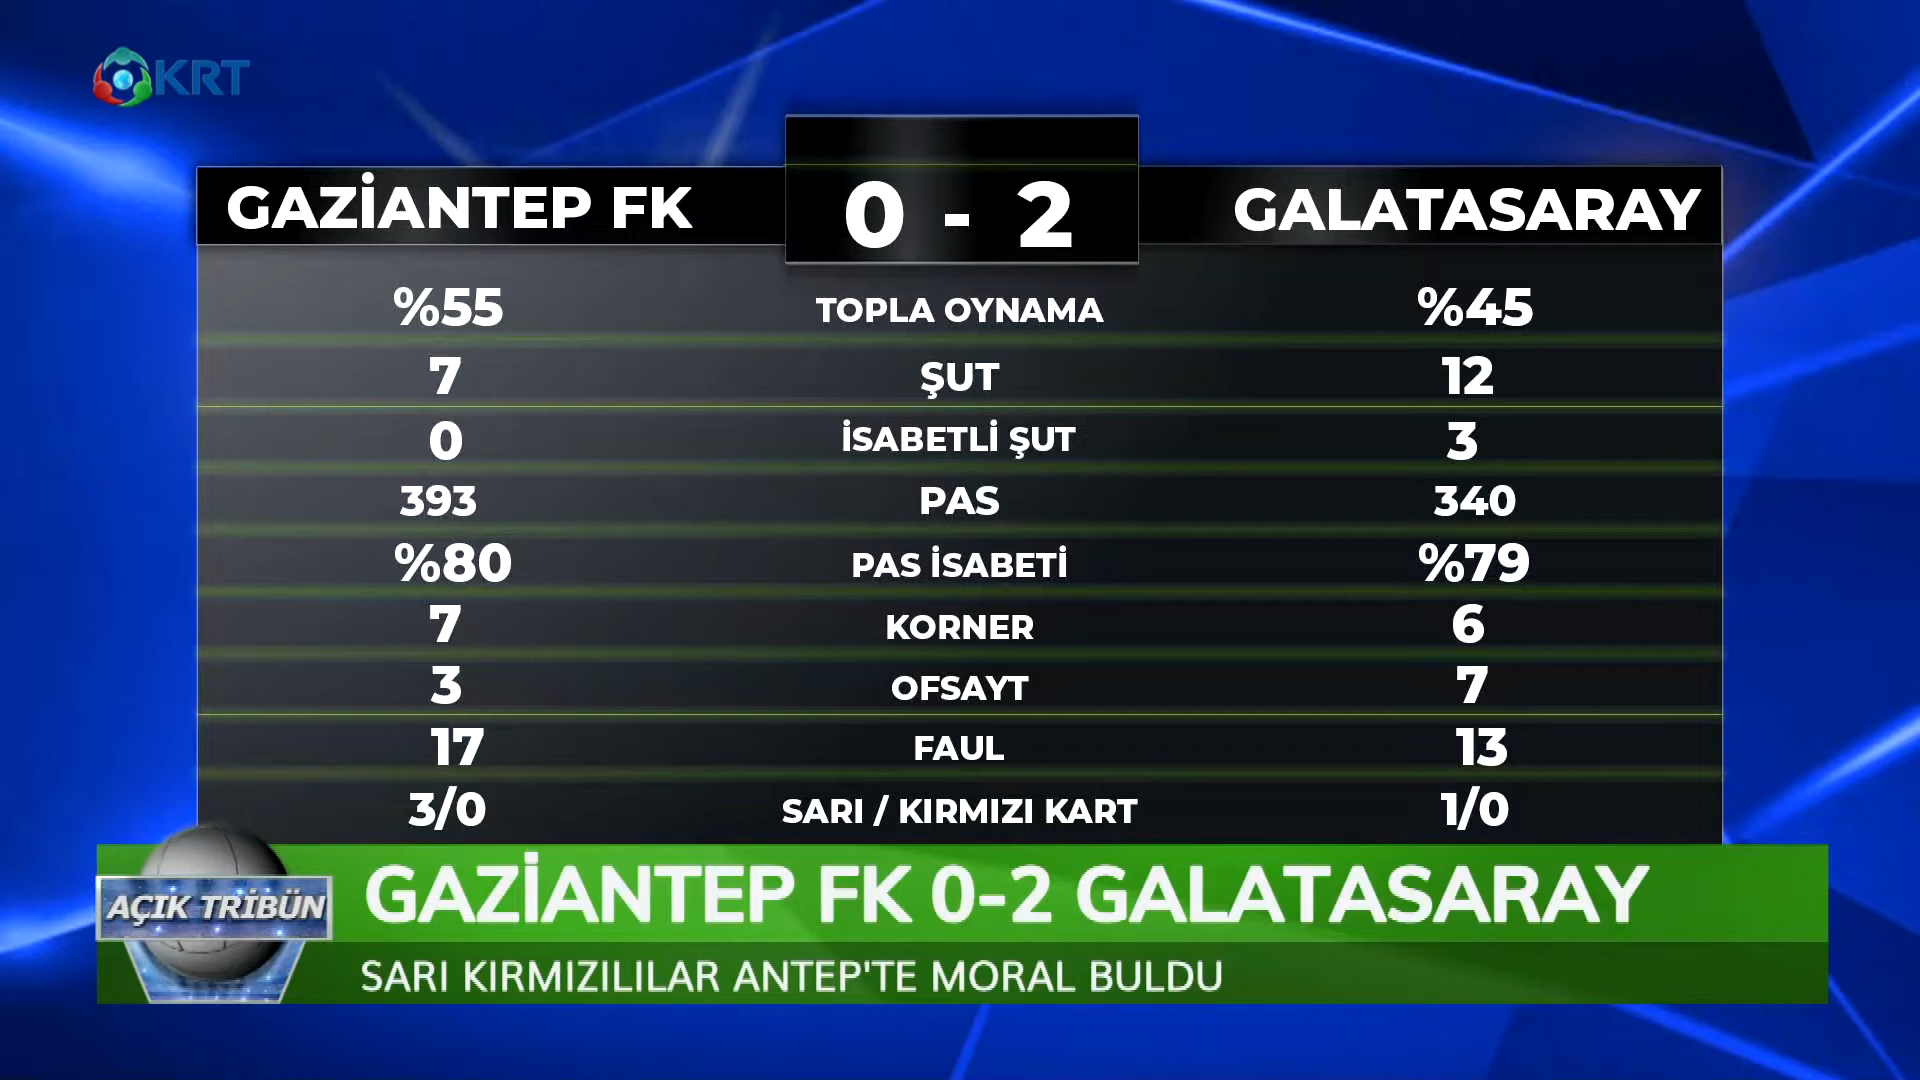 KRT
GAZİANTEP FK 0 - 2 GALATASARAY
%55 TOPLA OYNAMA %45
7 ŞUT 12
0 İSABETLİ ŞUT 3
393 PAS 340
%80 PAS İSABETİ %79
7 KORNER 6
3 OFSAYT 7
17 FAUL 13
3/0 SARI / KIRMIZI KART 1/0
AÇIK TRİBÜN
GAZİANTEP FK 0-2 GALATASARAY
SARI KIRMIZILILAR ANTEP'TE MORAL BULDU